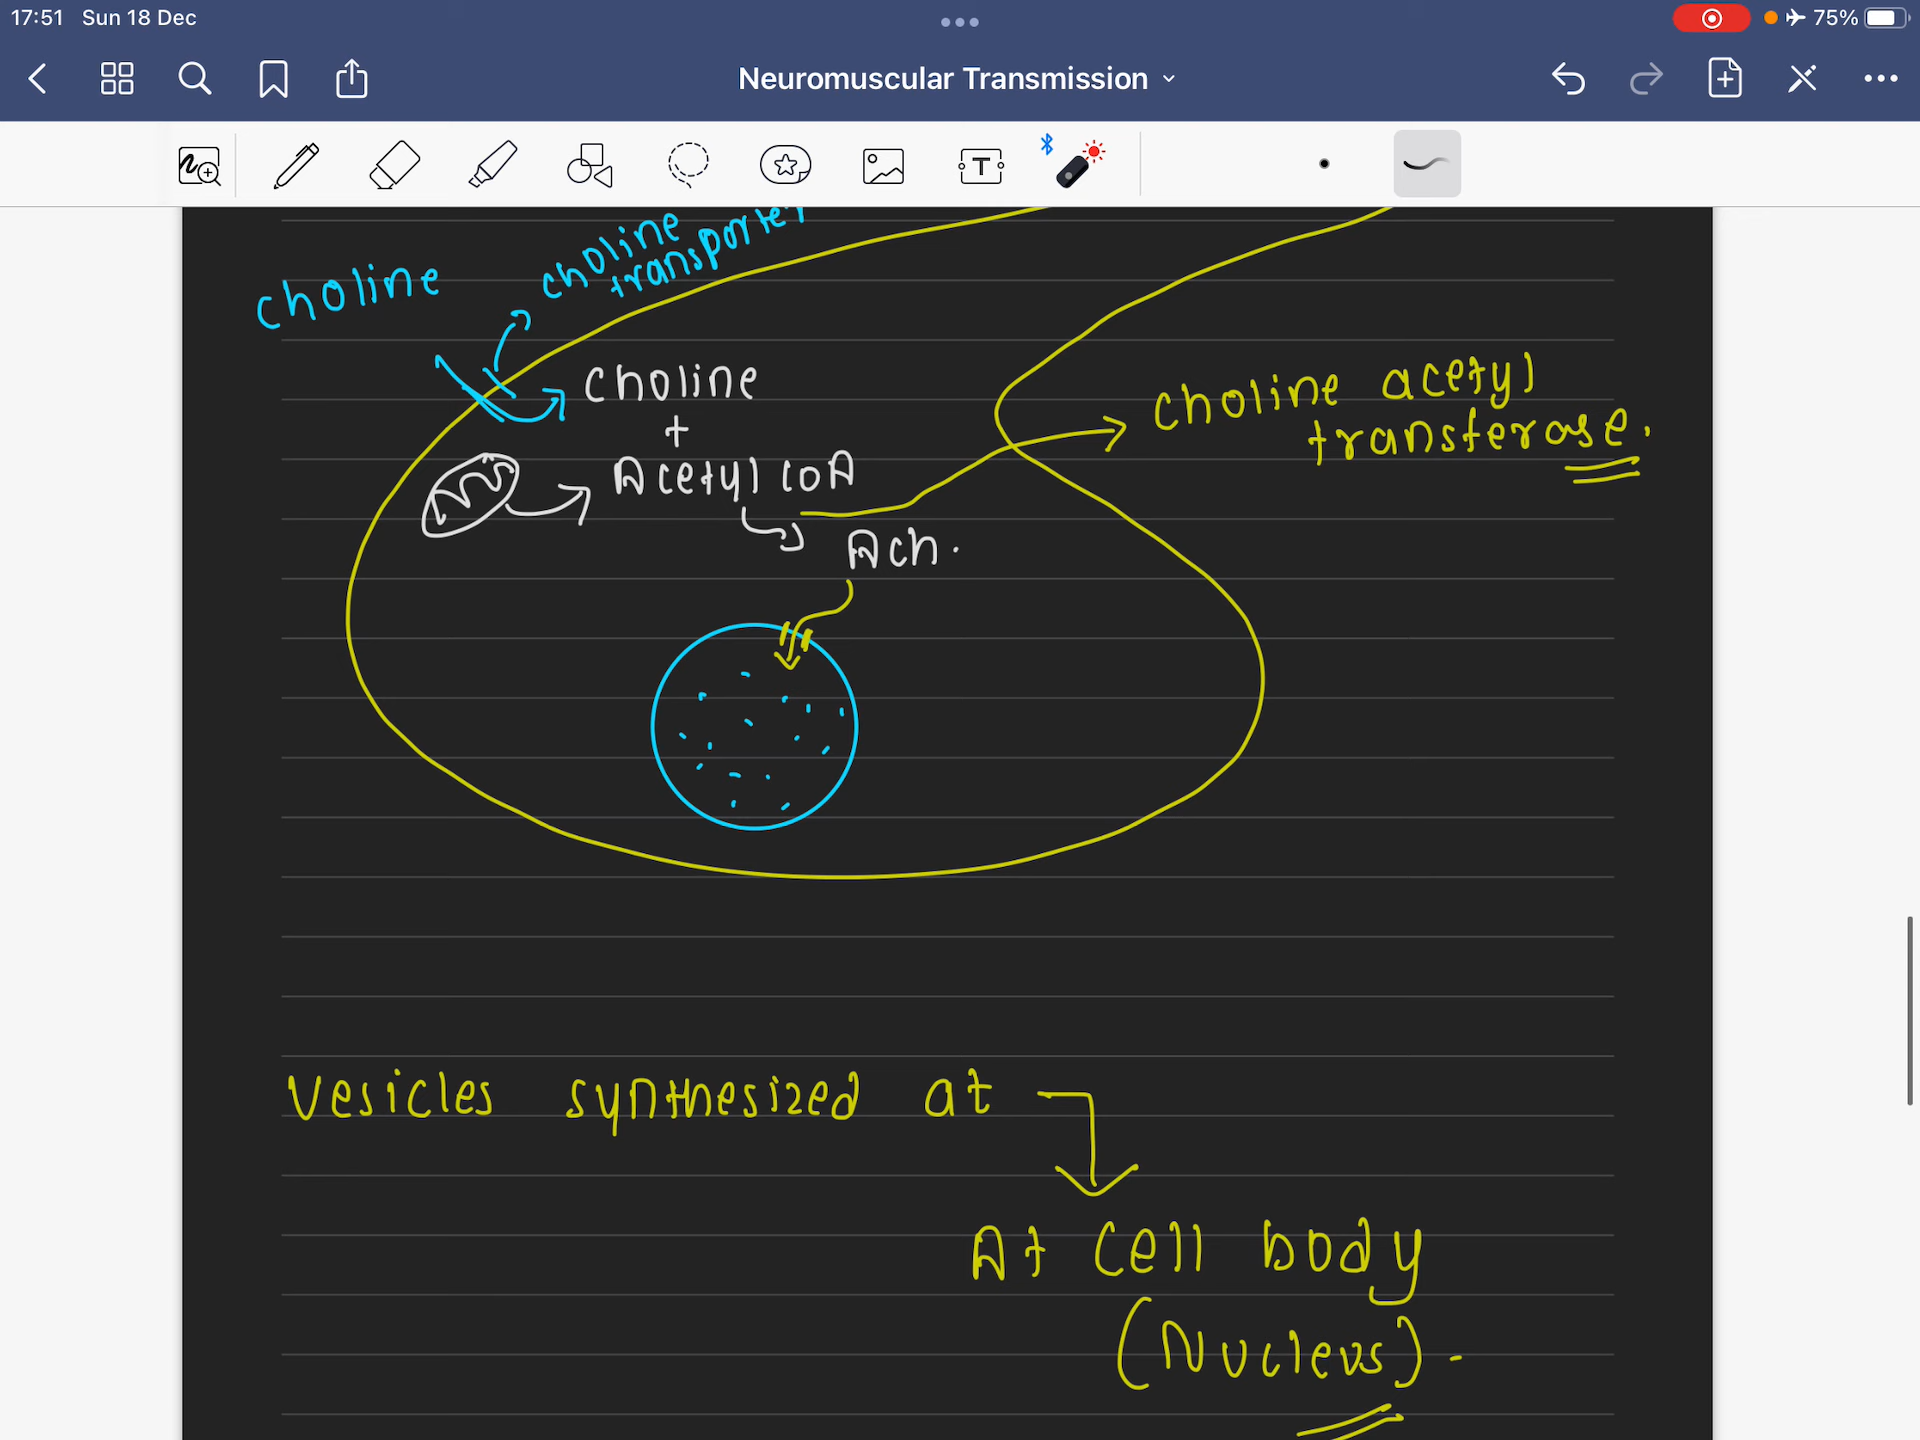 17:51 Sun 18 Dec
75%
Neuromuscular Transmission
T
choline
choline
transporter
choline
+
Acetyl coA
Ach.
choline acetyl
transferase.
Vesicles synthesized at
At cell body
(Nucleus).